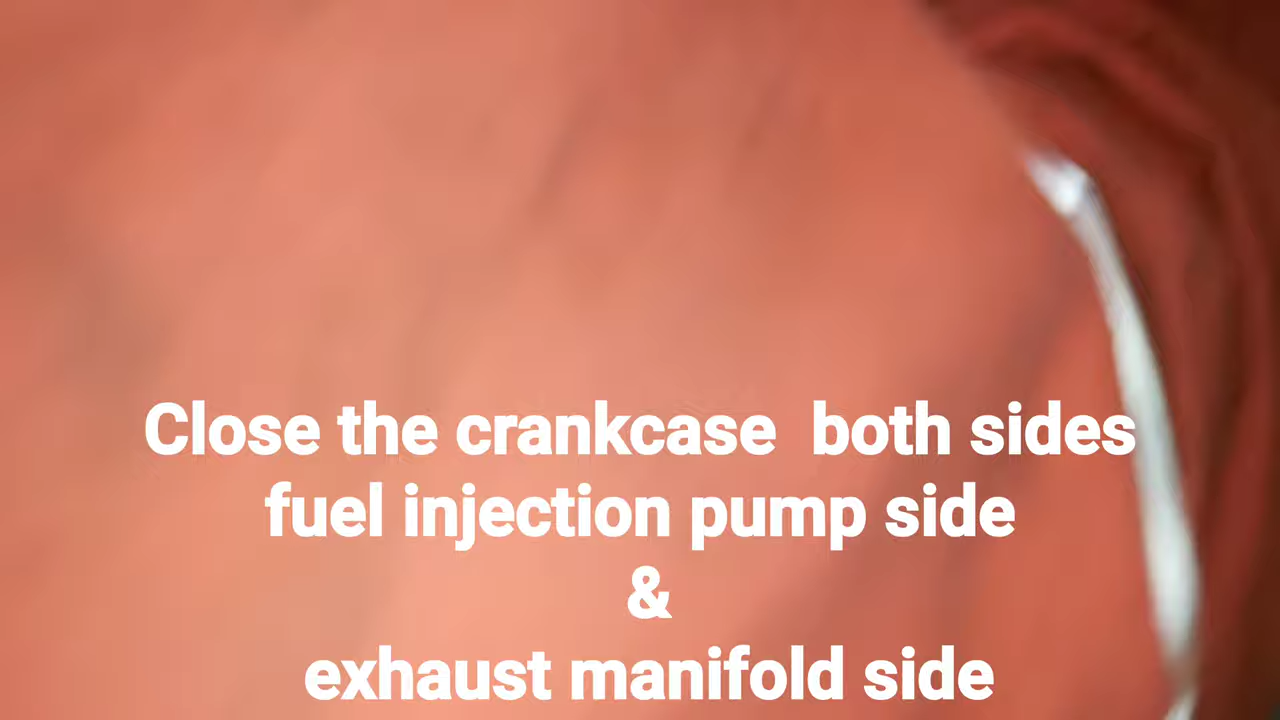 Close the crankcase  both sides
fuel injection pump side
&
exhaust manifold side